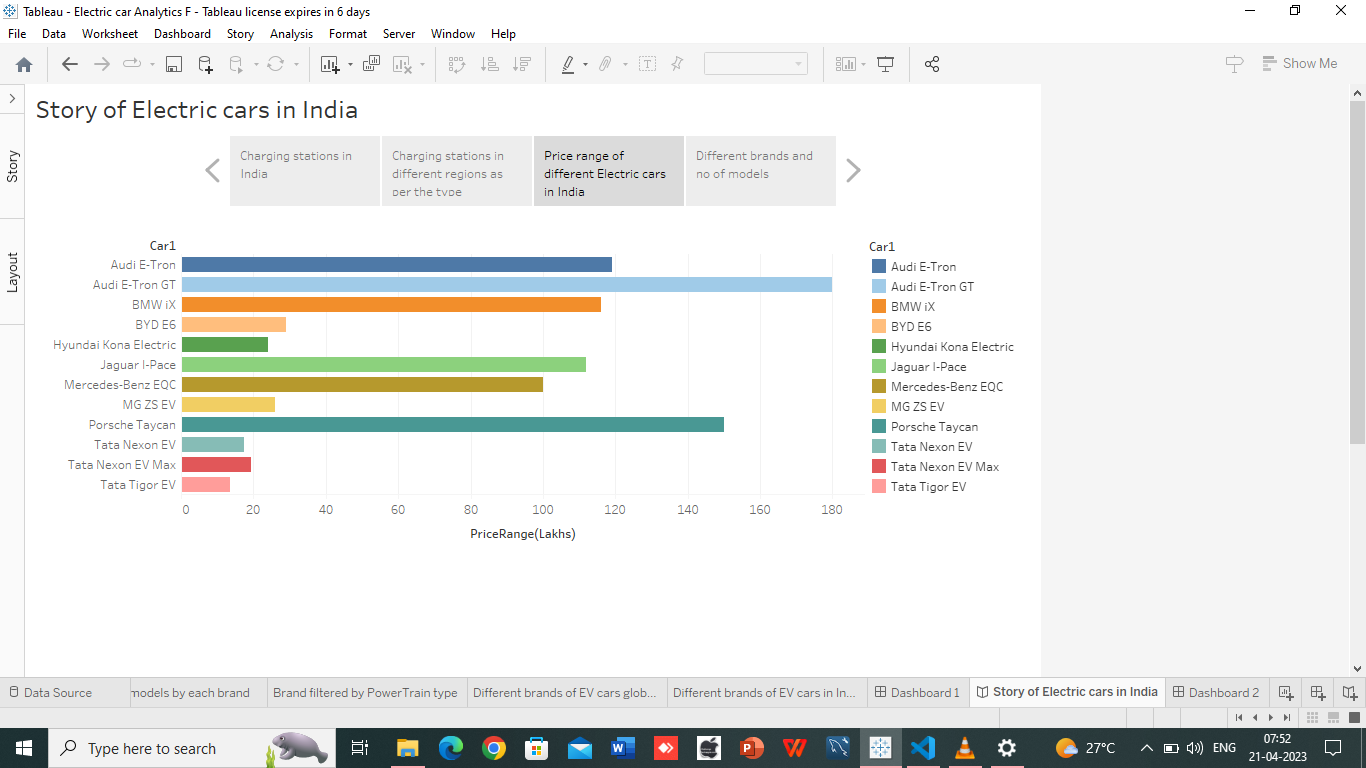 Tableau - Electric car Analytics F - Tableau license expires in 6 days
File Data Worksheet Dashboard Story Analysis Format Server Window Help
Show Me
Story
Layout
Story of Electric cars in India
Charging stations in
India
Charging stations in
different regions as
per the type
Price range of
different Electric cars
in India
Different brands and
no of models
Car1
Audi E-Tron
Audi E-Tron GT
BMW iX
BYD E6
Hyundai Kona Electric
Jaguar I-Pace
Mercedes-Benz EQC
MG ZS EV
Porsche Taycan
Tata Nexon EV
Tata Nexon EV Max
Tata Tigor EV
0 20 40 60 80 100 120 140 160 180
PriceRange(Lakhs)
Car1
Audi E-Tron
Audi E-Tron GT
BMW iX
BYD E6
Hyundai Kona Electric
Jaguar I-Pace
Mercedes-Benz EQC
MG ZS EV
Porsche Taycan
Tata Nexon EV
Tata Nexon EV Max
Tata Tigor EV
Data Source models by each brand Brand filtered by PowerTrain type Different brands of EV cars glob... Different brands of EV cars in In... Dashboard 1 Story of Electric cars in India Dashboard 2
Type here to search
27°C
ENG
07:52
21-04-2023